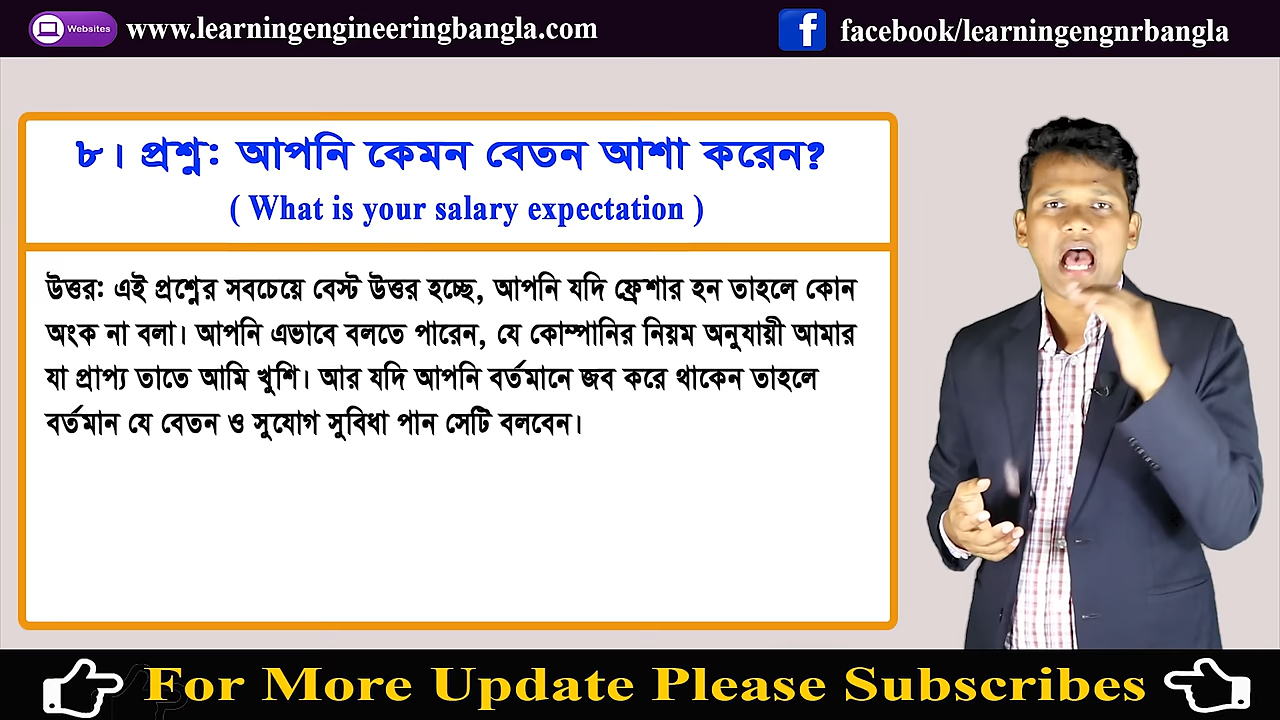 Websites www.learningengineeringbangla.com
facebook/learningengnrbangla
৮। প্রশ্ন: আপনি কেমন বেতন আশা করেন?
( What is your salary expectation )
উত্তর: এই প্রশ্নের সবচেয়ে বেস্ট উত্তর হচ্ছে, আপনি যদি ফ্রেশার হন তাহলে কোন
অংক না বলা। আপনি এভাবে বলতে পারেন, যে কোম্পানির নিয়ম অনুযায়ী আমার
যা প্রাপ্য তাতে আমি খুশি। আর যদি আপনি বর্তমানে জব করে থাকেন তাহলে
বর্তমান যে বেতন ও সুযোগ সুবিধা পান সেটি বলবেন।
For More Update Please Subscribes